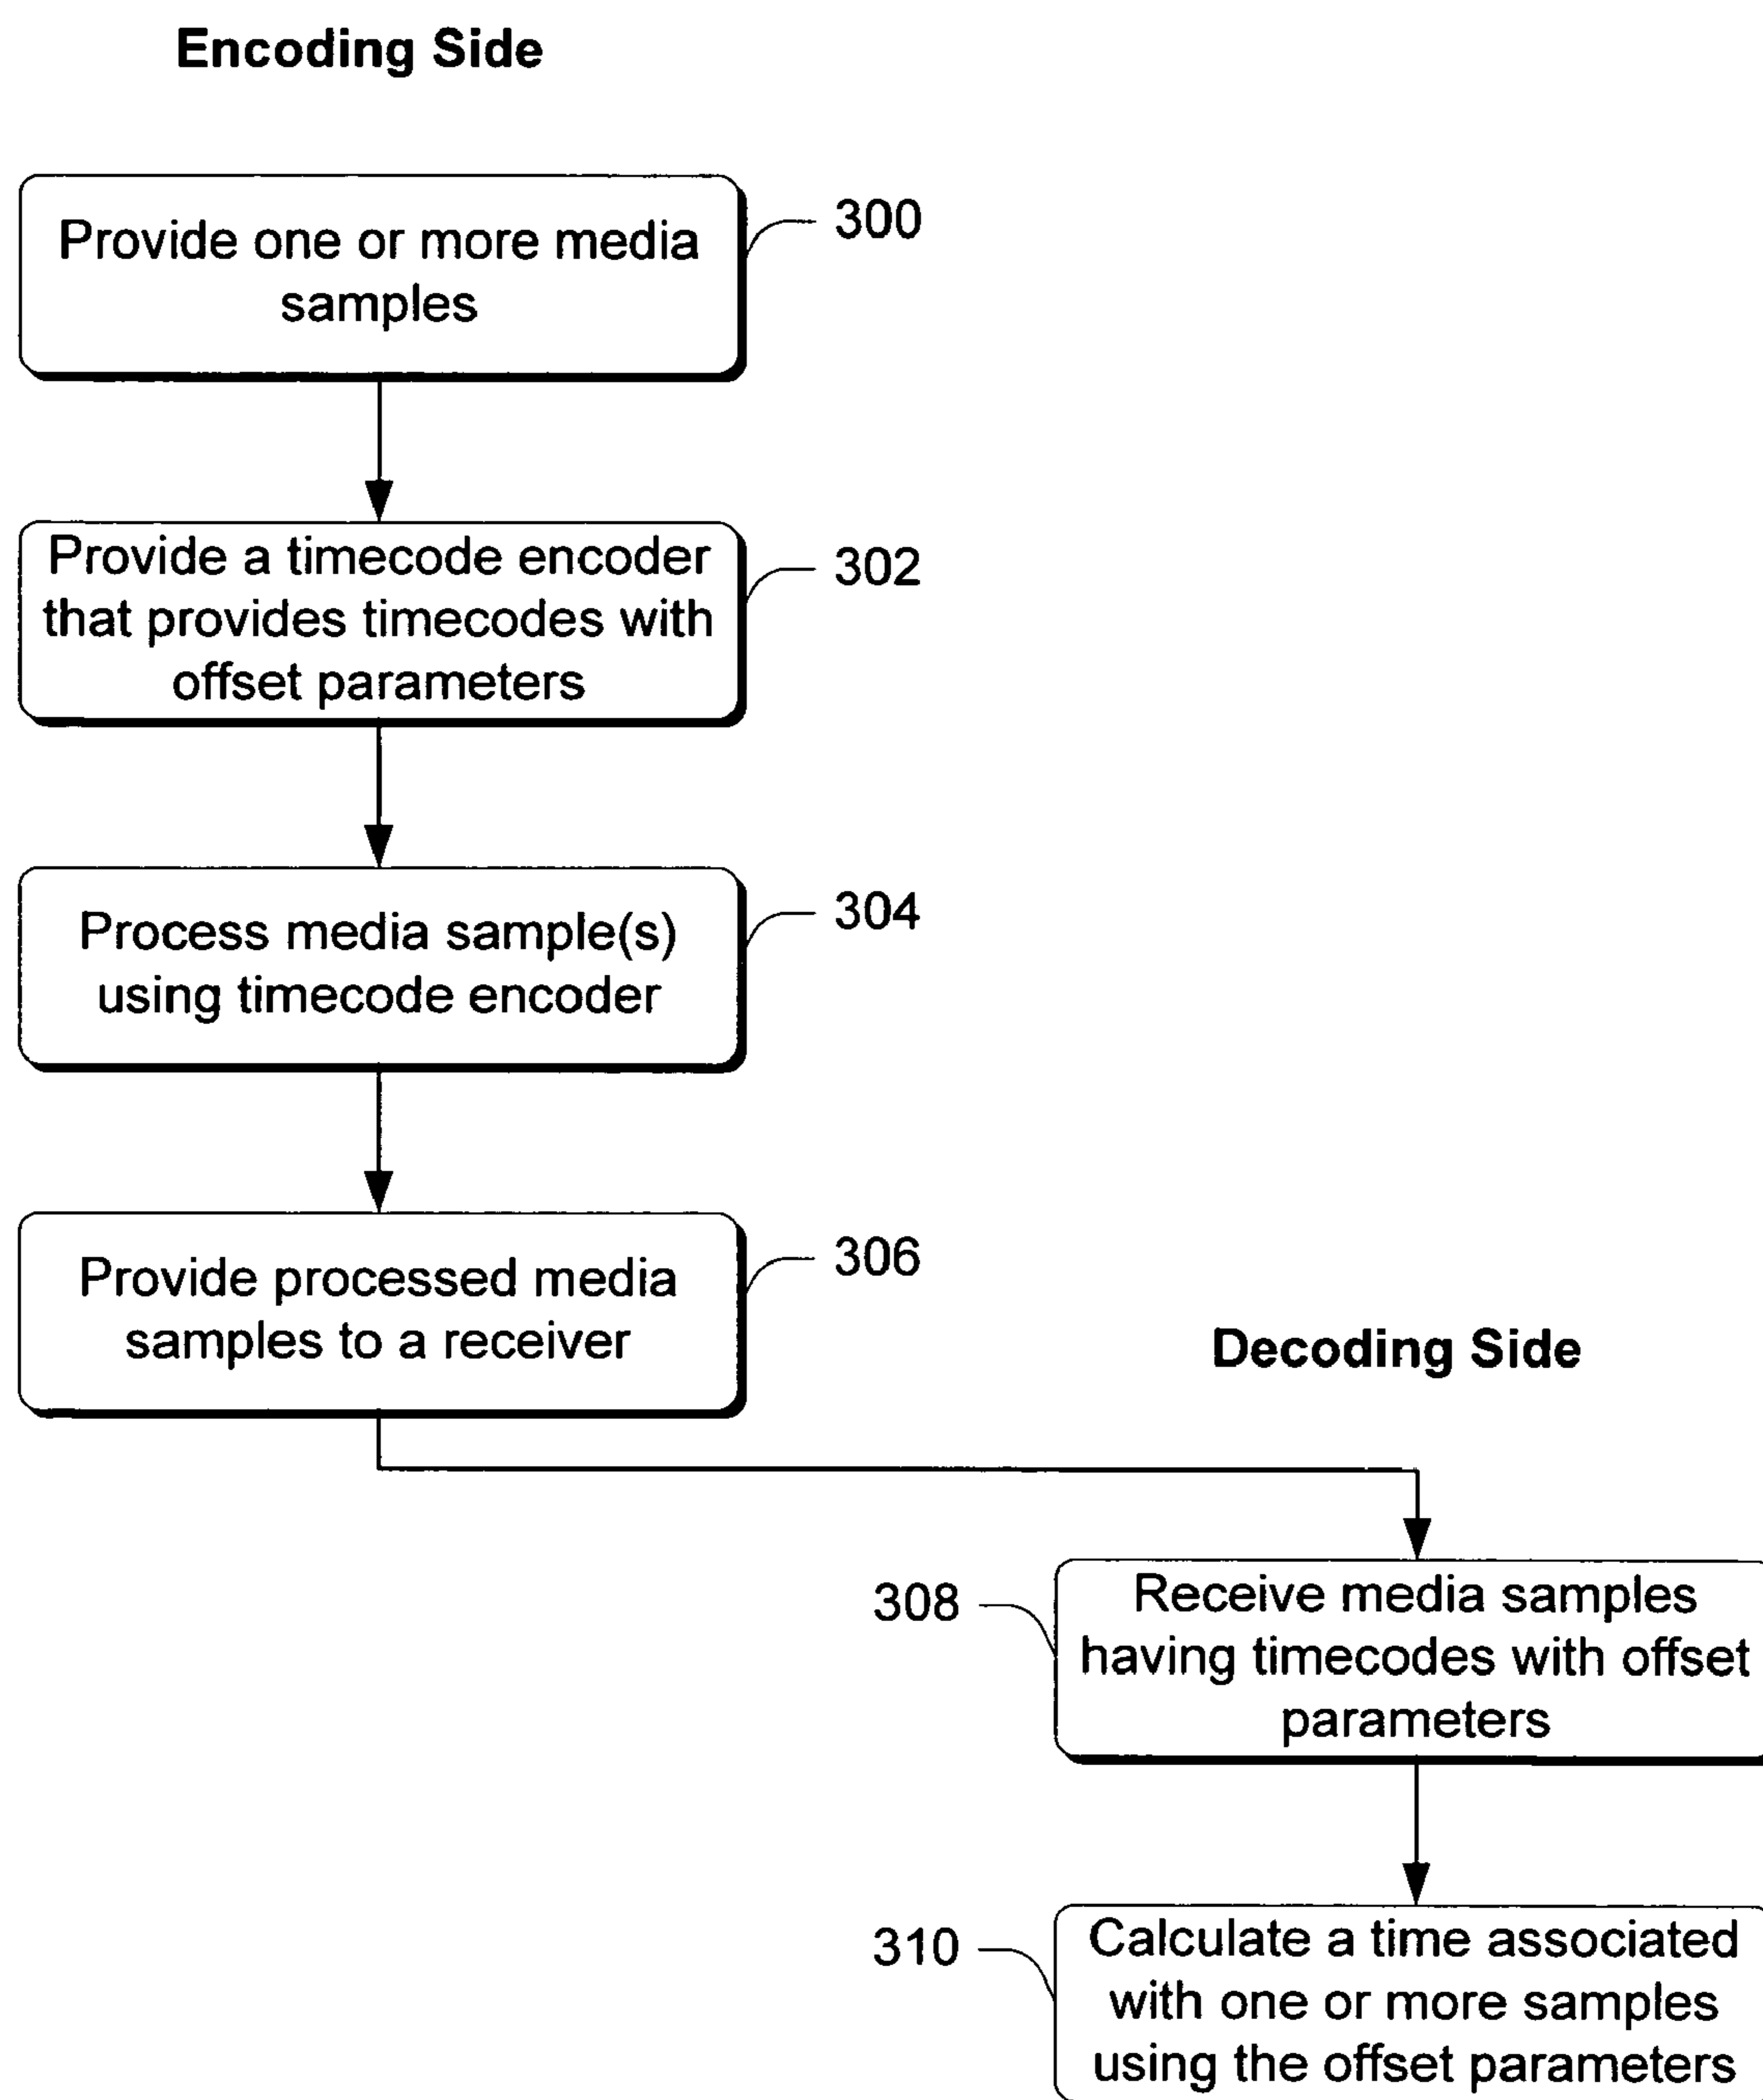 Encoding Side
Provide one or more media
samples
300
Provide a timecode encoder
that provides timecodes with
offset parameters
302
Process media sample(s)
using timecode encoder
304
Provide processed media
samples to a receiver
306
Decoding Side
308
Receive media samples
having timecodes with offset
parameters
310
Calculate a time associated
with one or more samples
using the offset parameters